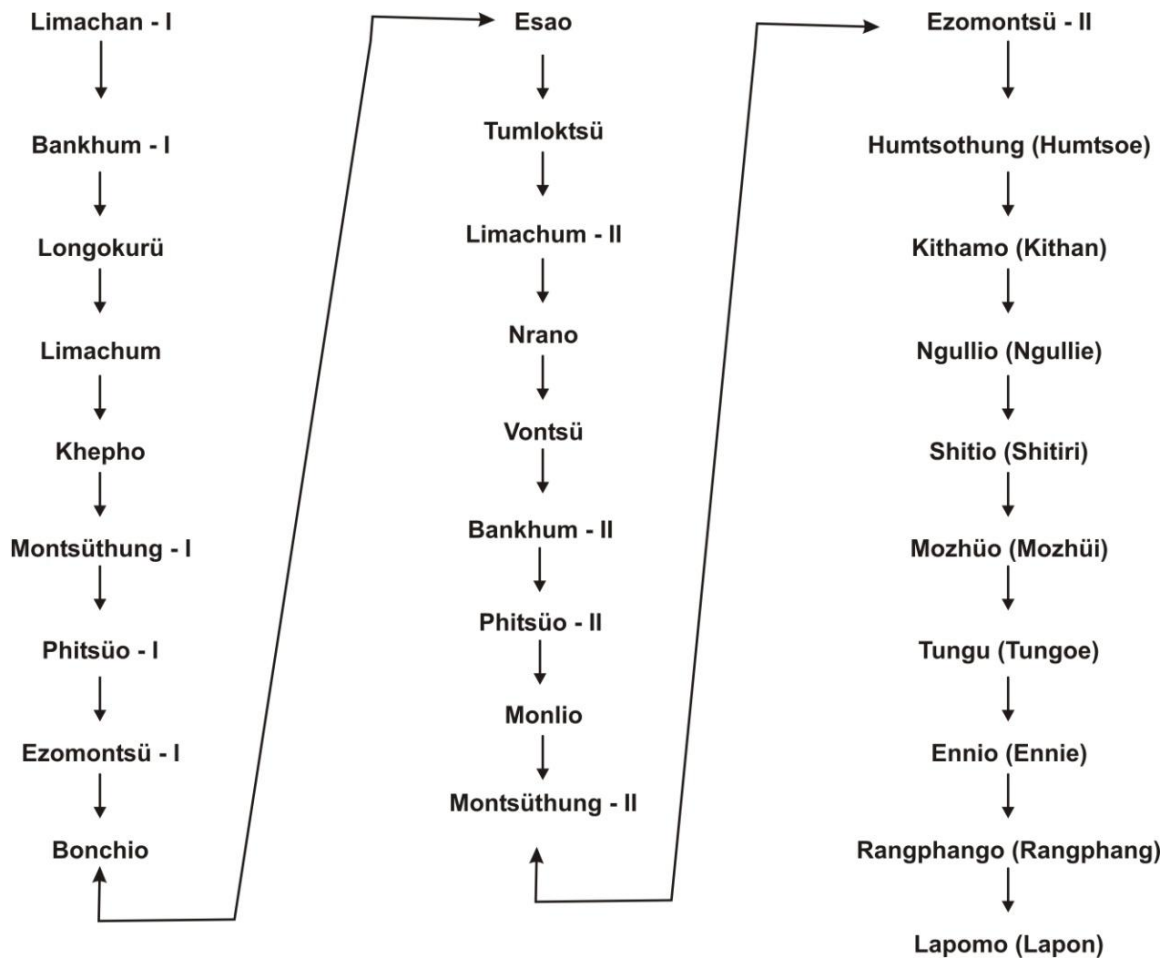 Limachan - I
Bankhum - I
Longokurü
Limachum
Khepho
Montsüthung - I
Phitsüo - I
Ezomontsü - I
Bonchio
Esao
Tumloktsü
Limachum - II
Nrano
Vontsü
Bankhum - II
Phitsüo - II
Monlio
Montsüthung - II
Ezomontsü - II
Humtsothung (Humtsoe)
Kithamo (Kithan)
Ngullio (Ngullie)
Shitio (Shitiri)
Mozhüo (Mozhüi)
Tungu (Tungoe)
Ennio (Ennie)
Rangphango (Rangphang)
Lapomo (Lapon)